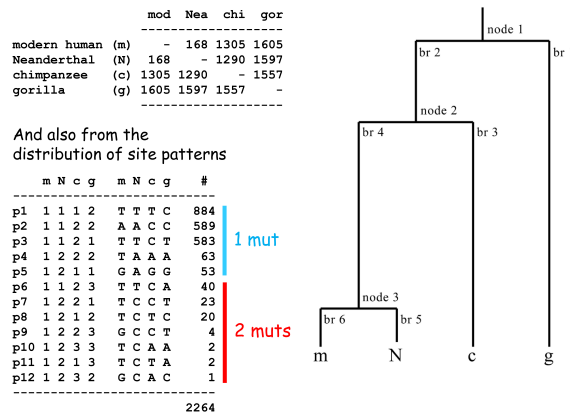 mod Nea chi gor
modern human (m) - 168 1305 1605
Neanderthal (N) 168 - 1290 1597
chimpanzee (c) 1305 1290 - 1557
gorilla (g) 1605 1597 1557 -
And also from the
distribution of site patterns
m N c g m N c g #
p1 1 1 1 2 T T T C 884
p2 1 1 2 2 A A C C 589
p3 1 1 2 1 T T C T 583
p4 1 2 2 2 T A A A 63
p5 1 2 1 1 G A G G 53
p6 1 1 2 3 T T C A 40
p7 1 2 2 1 T C C T 23
p8 1 2 1 2 T C T C 20
p9 1 2 2 3 G C C T 4
p10 1 2 3 3 T C A A 2
p11 1 2 1 3 T C T A 2
p12 1 2 3 2 G C A C 1
2264
1 mut
2 muts
node 1
br 2
br
node 2
br 4
br 3
node 3
br 6
br 5
m N c g